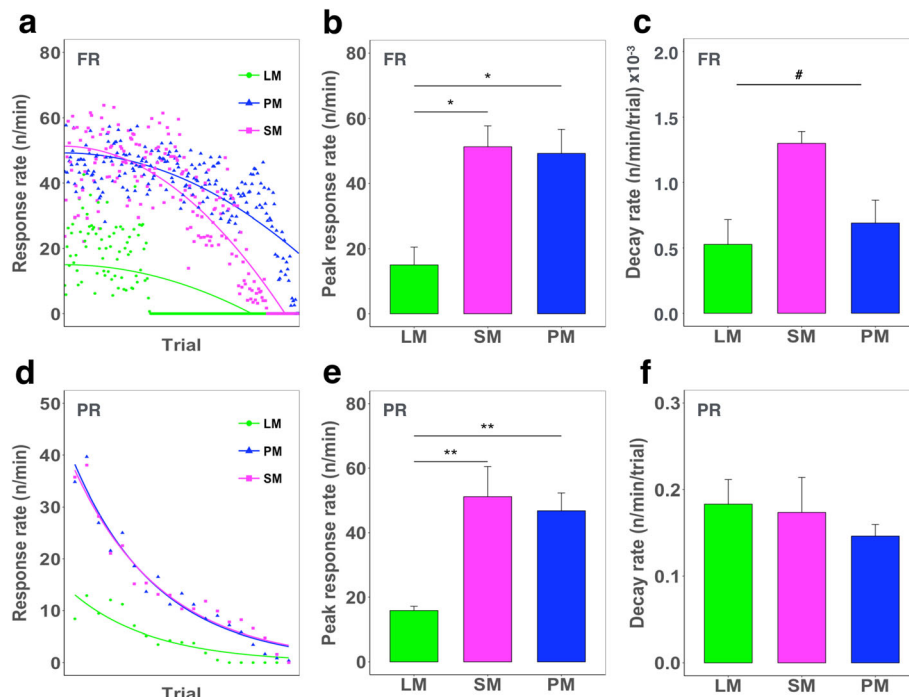 a
FR
80
60
40
20
0
Response rate (n/min)
Trial
LM
PM
SM
b
FR
80
60
40
20
0
Peak response rate (n/min)
*
*
LM SM PM
c
FR
2.0
1.5
1.0
0.5
0.0
Decay rate (n/min/trial) x10⁻³
#
LM SM PM
d
PR
50
40
30
20
10
0
Response rate (n/min)
Trial
LM
PM
SM
e
PR
80
60
40
20
0
Peak response rate (n/min)
**
**
LM SM PM
f
PR
0.3
0.2
0.1
0.0
Decay rate (n/min/trial)
LM SM PM